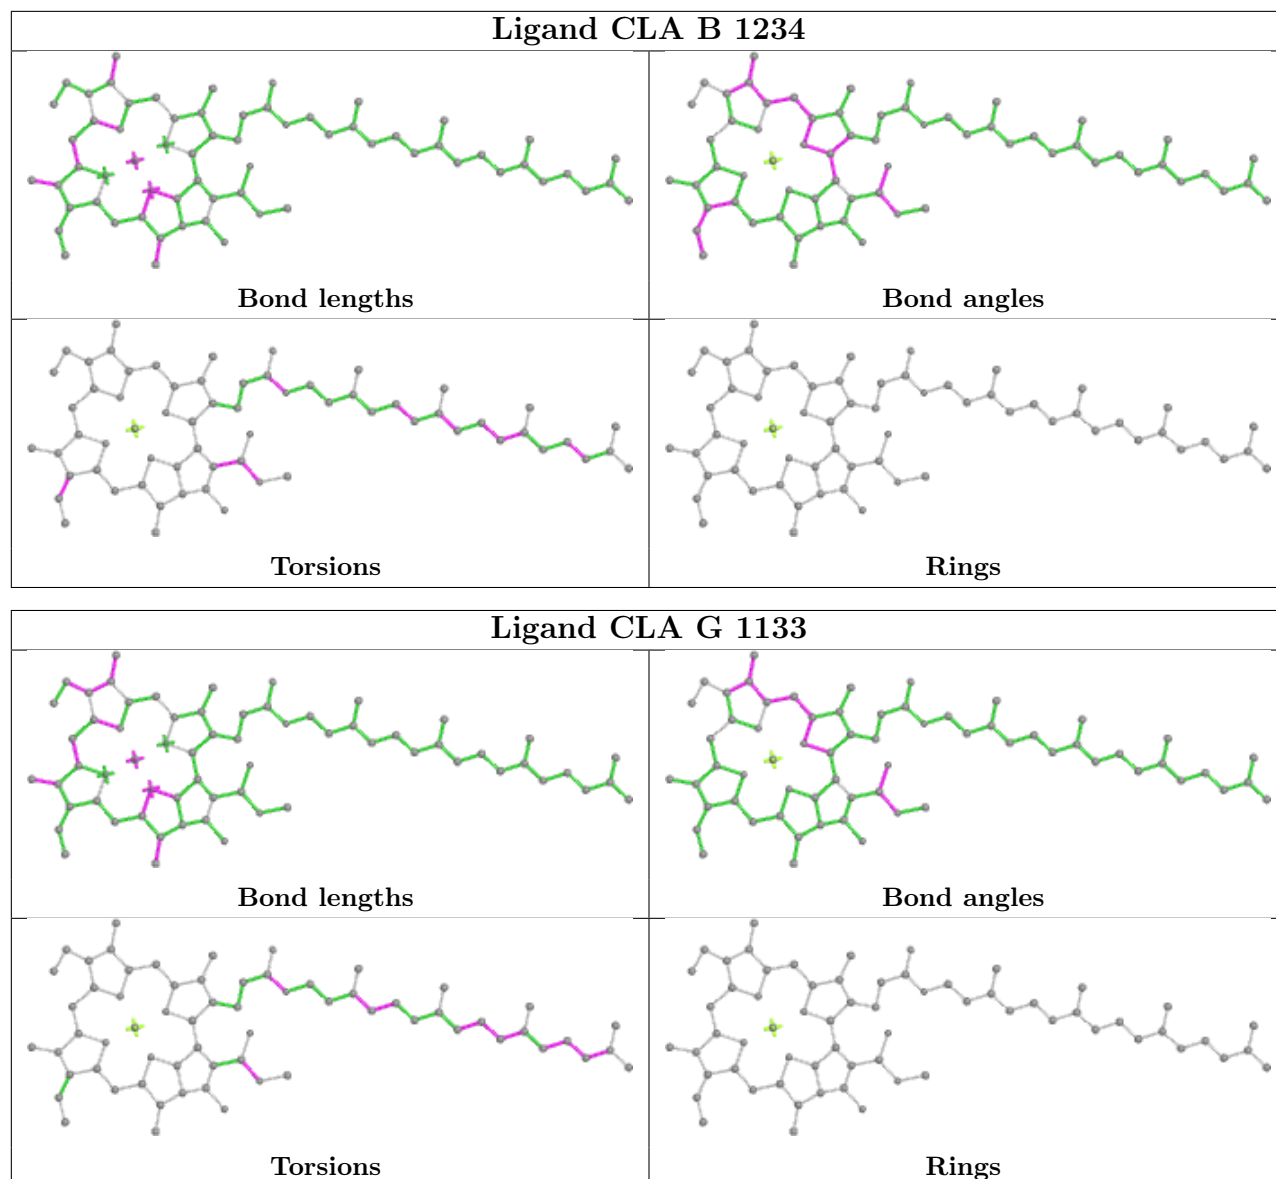 Ligand CLA B 1234
Bond lengths
Bond angles
Torsions
Rings
Ligand CLA G 1133
Bond lengths
Bond angles
Torsions
Rings